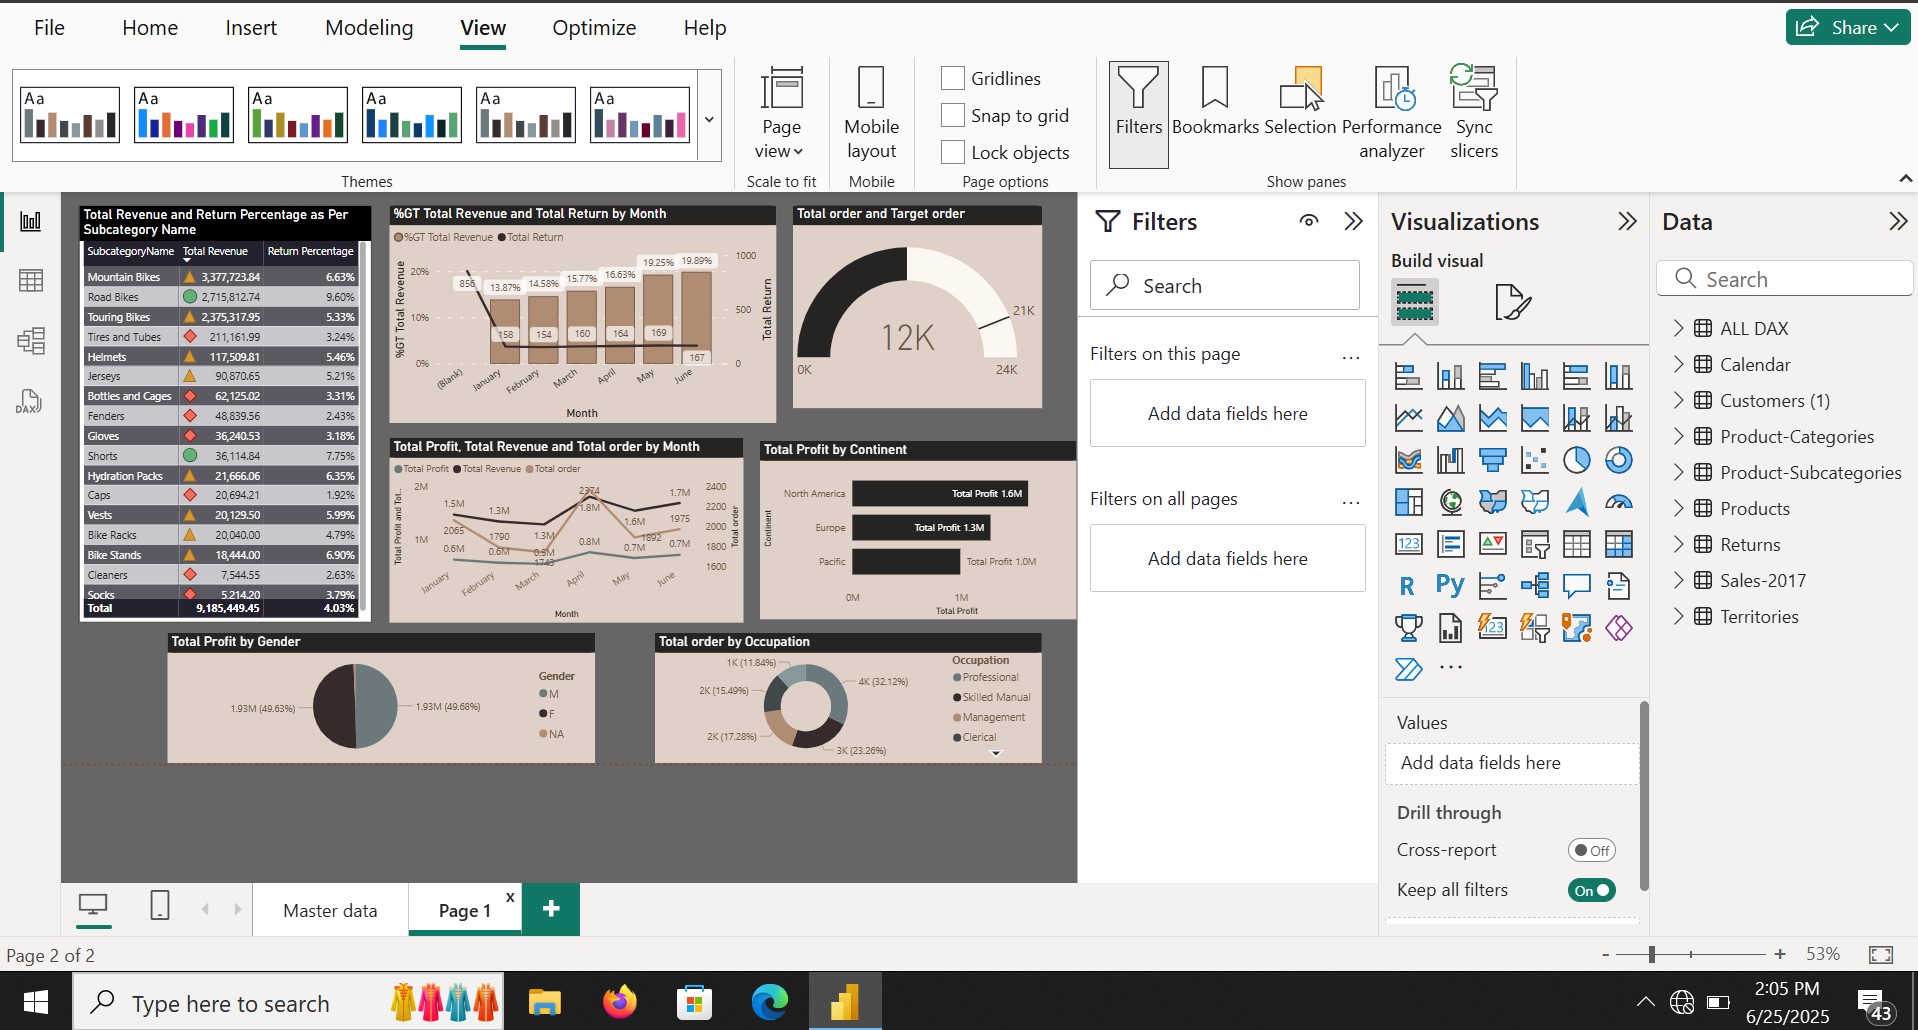 File Home Insert Modeling View Optimize Help
Share
Aa Aa Aa Aa Aa Aa
Themes
Page view
Scale to fit
Mobile layout
Mobile
Gridlines
Snap to grid
Lock objects
Page options
Filters
Bookmarks
Selection
Performance analyzer
Sync slicers
Show panes
DAX
Total Revenue and Return Percentage as Per
Subcategory Name
SubcategoryName Total Revenue Return Percentage
Mountain Bikes 3,377,723.84 6.63%
Road Bikes 2,715,812.74 9.60%
Touring Bikes 2,375,317.95 5.33%
Tires and Tubes 211,161.99 3.24%
Helmets 117,509.81 5.46%
Jerseys 90,870.65 5.21%
Bottles and Cages 62,125.02 3.31%
Fenders 48,839.56 2.43%
Gloves 36,240.53 3.18%
Shorts 36,114.84 7.75%
Hydration Packs 21,666.06 6.35%
Caps 20,694.21 1.92%
Vests 20,129.50 5.99%
Bike Racks 20,040.00 4.79%
Bike Stands 18,444.00 6.90%
Cleaners 7,544.55 2.63%
Socks 5,214.20 3.79%
Total 9,185,449.45 4.03%
%GT Total Revenue and Total Return by Month
%GT Total Revenue Total Return
%GT Total Revenue
20%
10%
0%
856 13.87% 14.58% 15.77% 16.63% 19.25% 19.89%
158 154 160 164 169 167
1000
500
0
Total Return
(Blank) January February March April May June
Month
Total order and Target order
12K
21K
0K 24K
Total Profit, Total Revenue and Total order by Month
Total Profit Total Revenue Total order
Total Profit and Tot...
2M
1M
1.5M 1.3M 1.3M 1.8M 1.6M 1.7M
2065 1790 1743 2374 1892 1975
0.6M 0.6M 0.5M 0.8M 0.7M 0.7M
2400
2200
2000
1800
1600
Total order
January February March April May June
Month
Total Profit by Continent
Continent
North America Total Profit 1.6M
Europe Total Profit 1.3M
Pacific Total Profit 1.0M
0M 1M
Total Profit
Total Profit by Gender
1.93M (49.63%)
1.93M (49.68%)
Gender
M
F
NA
Total order by Occupation
1K (11.84%)
4K (32.12%)
2K (15.49%)
2K (17.28%)
3K (23.26%)
Occupation
Professional
Skilled Manual
Management
Clerical
Filters
Search
Filters on this page ...
Add data fields here
Filters on all pages ...
Add data fields here
Visualizations
Build visual
123
R Py
123
...
Values
Add data fields here
Drill through
Cross-report Off
Keep all filters On
Data
Search
ALL DAX
Calendar
Customers (1)
Product-Categories
Product-Subcategories
Products
Returns
Sales-2017
Territories
Master data Page 1 x +
Page 2 of 2
- + 53%
Type here to search
2:05 PM
6/25/2025
43